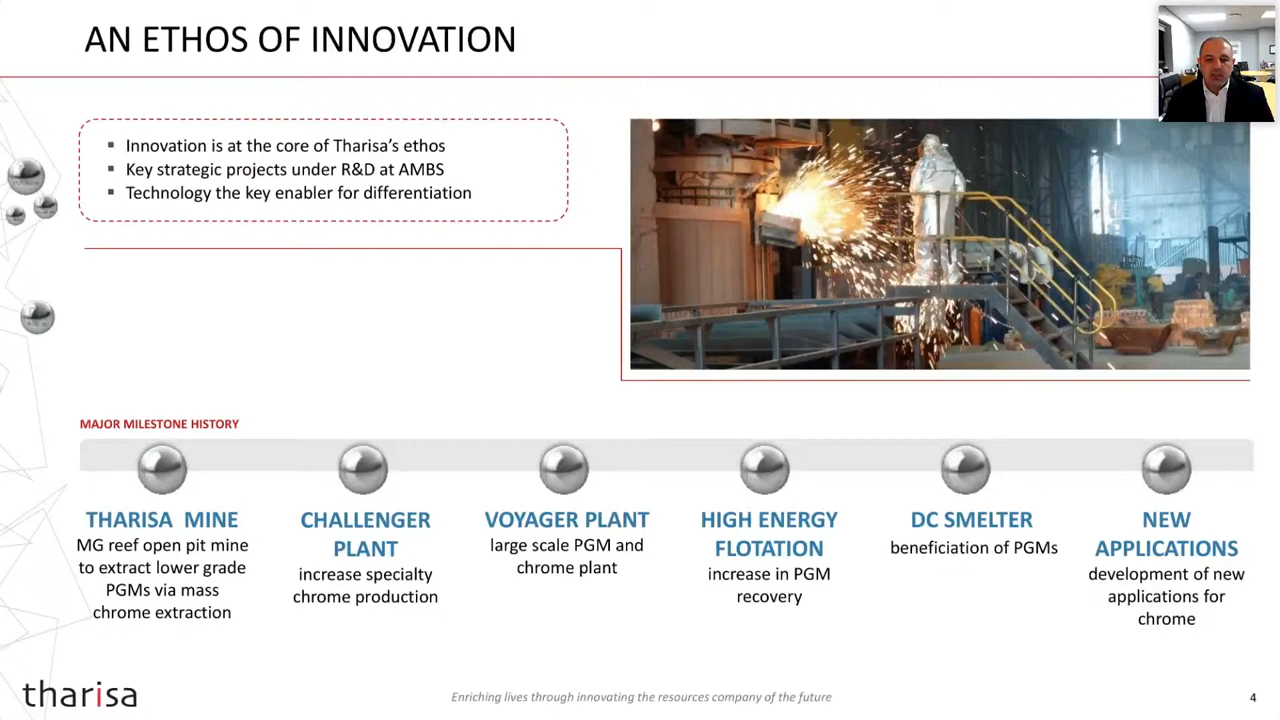 AN ETHOS OF INNOVATION
▪ Innovation is at the core of Tharisa's ethos
▪ Key strategic projects under R&D at AMBS
▪ Technology the key enabler for differentiation
MAJOR MILESTONE HISTORY
THARISA MINE
MG reef open pit mine
to extract lower grade
PGMs via mass
chrome extraction
CHALLENGER
PLANT
increase specialty
chrome production
VOYAGER PLANT
large scale PGM and
chrome plant
HIGH ENERGY
FLOTATION
increase in PGM
recovery
DC SMELTER
beneficiation of PGMs
NEW
APPLICATIONS
development of new
applications for
chrome
tharisa
Enriching lives through innovating the resources company of the future
4